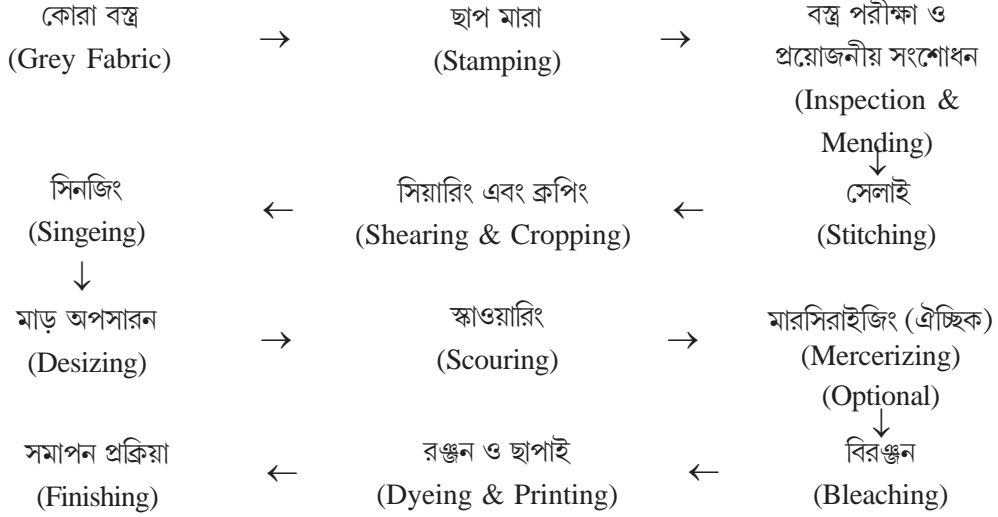 কোরা বস্ত্র → ছাপ মারা → বস্ত্র পরীক্ষা ও
(Grey Fabric) (Stamping) প্রয়োজনীয় সংশোধন
(Inspection &
Mending)
↓
সিনজিং ← সিয়ারিং এবং ক্রপিং ← সেলাই
(Singeing) (Shearing & Cropping) (Stitching)
↓
মাড় অপসারন → স্কাওয়ারিং → মারসিরাইজিং (ঐচ্ছিক)
(Desizing) (Scouring) (Mercerizing)
(Optional)
↓
সমাপন প্রক্রিয়া ← রঞ্জন ও ছাপাই ← বিরঞ্জন
(Finishing) (Dyeing & Printing) (Bleaching)